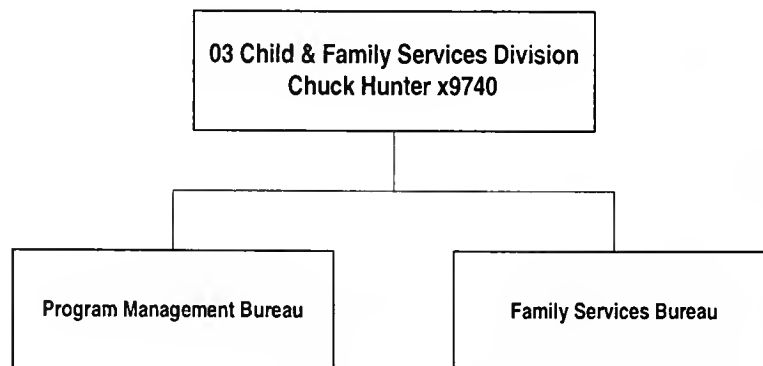 03 Child & Family Services Division
Chuck Hunter x9740
Program Management Bureau
Family Services Bureau